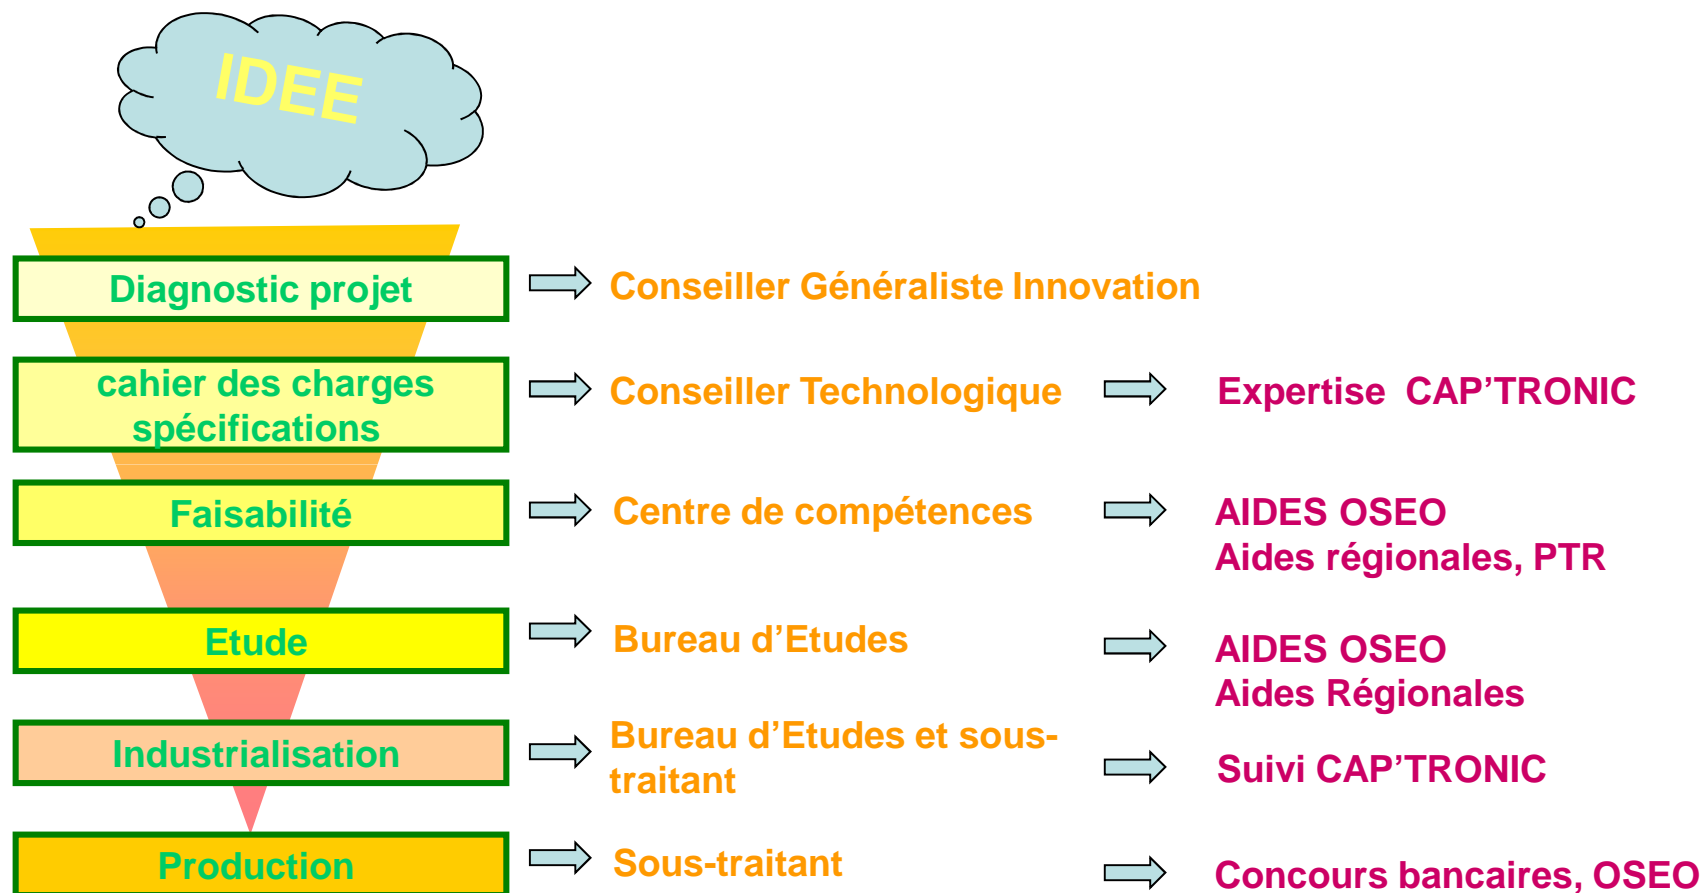 IDEE
Diagnostic projet
Conseiller Généraliste Innovation
cahier des charges
spécifications
Conseiller Technologique
Expertise CAP’TRONIC
Faisabilité
Centre de compétences
AIDES OSEO
Aides régionales, PTR
Etude
Bureau d’Etudes
AIDES OSEO
Aides Régionales
Industrialisation
Bureau d’Etudes et sous-
traitant
Suivi CAP’TRONIC
Production
Sous-traitant
Concours bancaires, OSEO